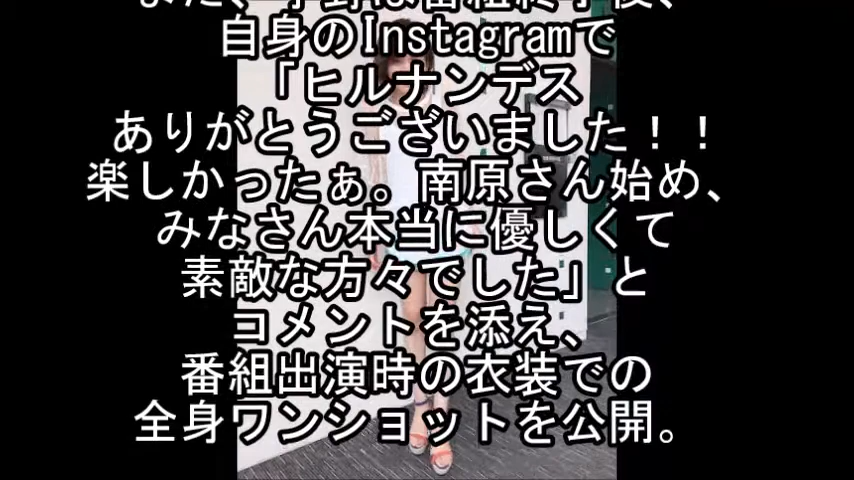 自身のInstagramで
「ヒルナンデス
ありがとうございました！！
楽しかったぁ。南原さん始め、
みなさん本当に優しくて
素敵な方々でした」と
コメントを添え、
番組出演時の衣装での
全身ワンショットを公開。